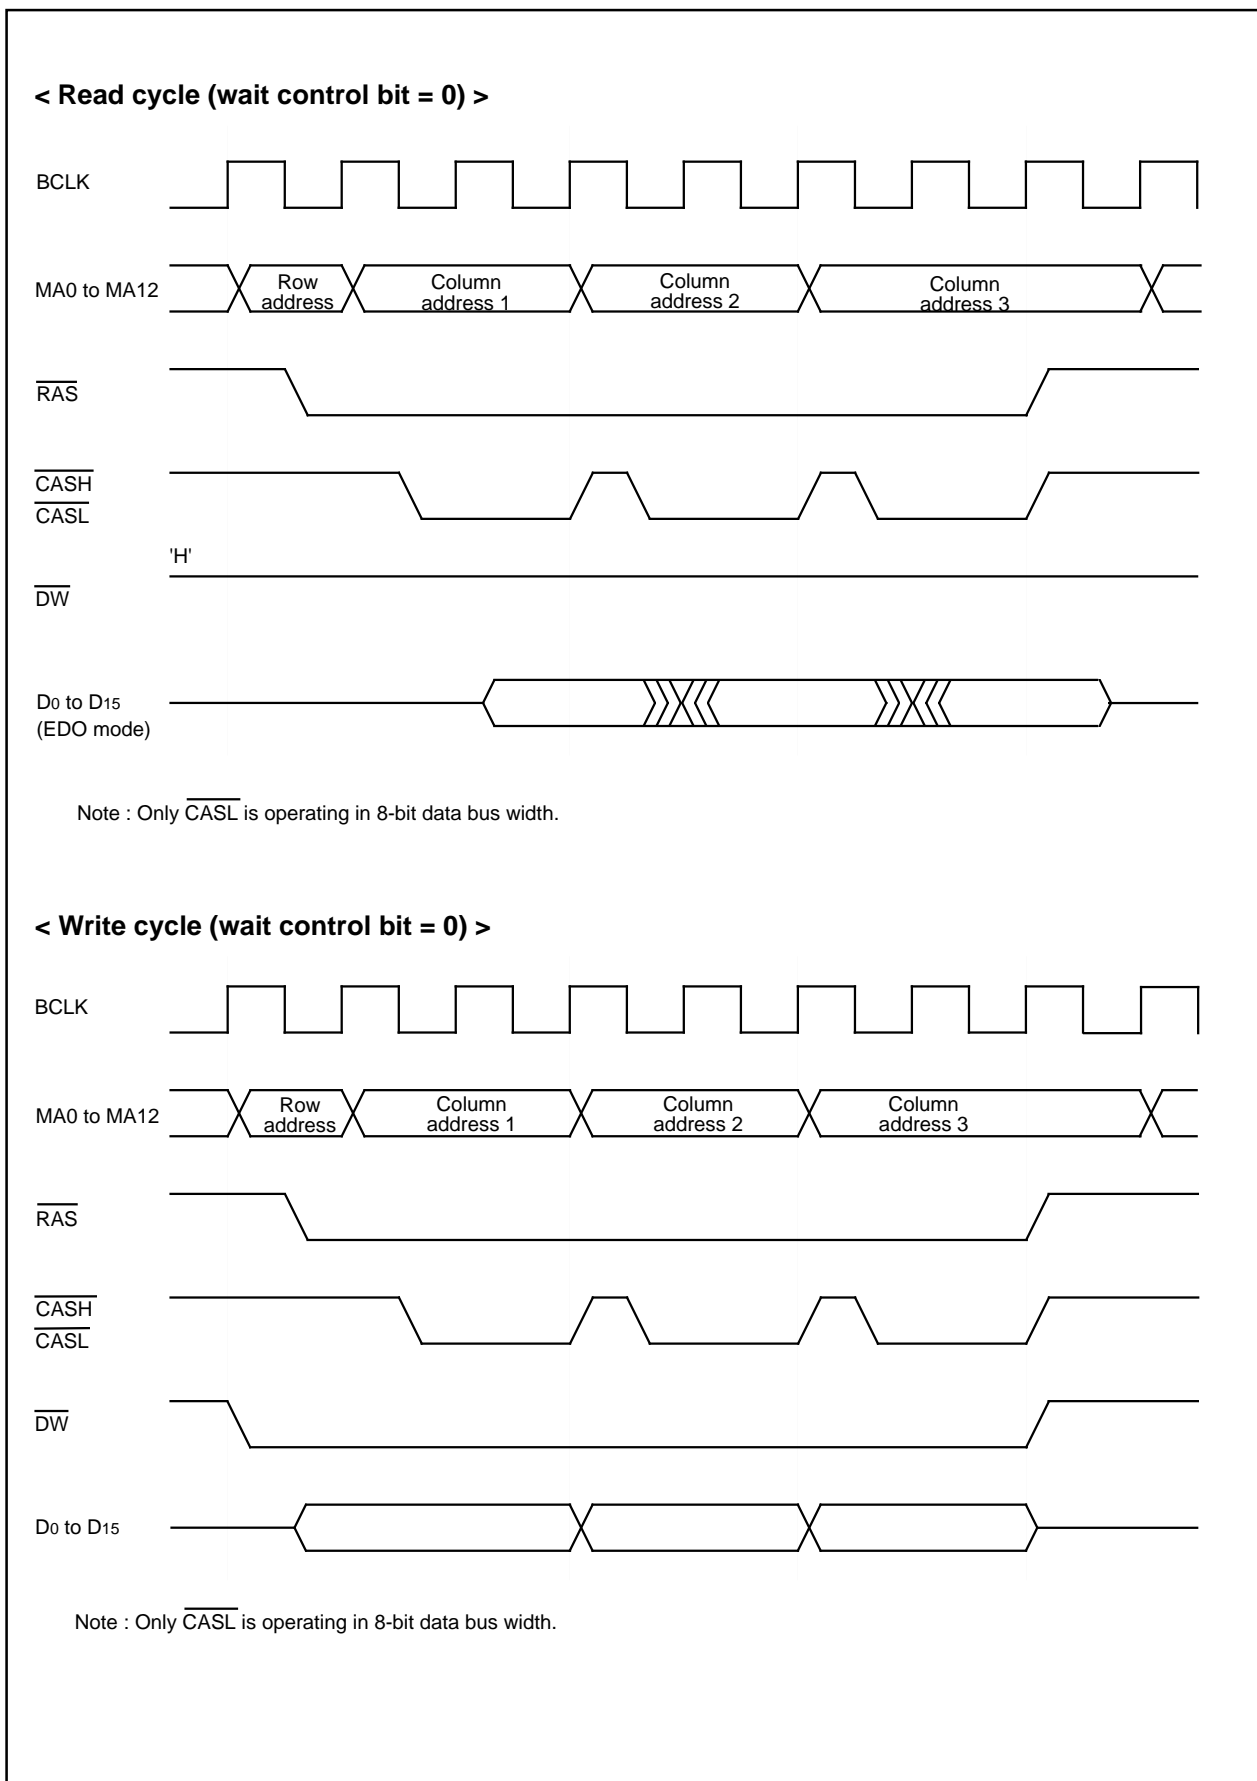 < Read cycle (wait control bit = 0) >
BCLK
MA0 to MA12
Row
address
Column
address 1
Column
address 2
Column
address 3
RAS
CASH
CASL
'H'
DW
D0 to D15
(EDO mode)
Note : Only CASL is operating in 8-bit data bus width.
< Write cycle (wait control bit = 0) >
BCLK
MA0 to MA12
Row
address
Column
address 1
Column
address 2
Column
address 3
RAS
CASH
CASL
DW
D0 to D15
Note : Only CASL is operating in 8-bit data bus width.